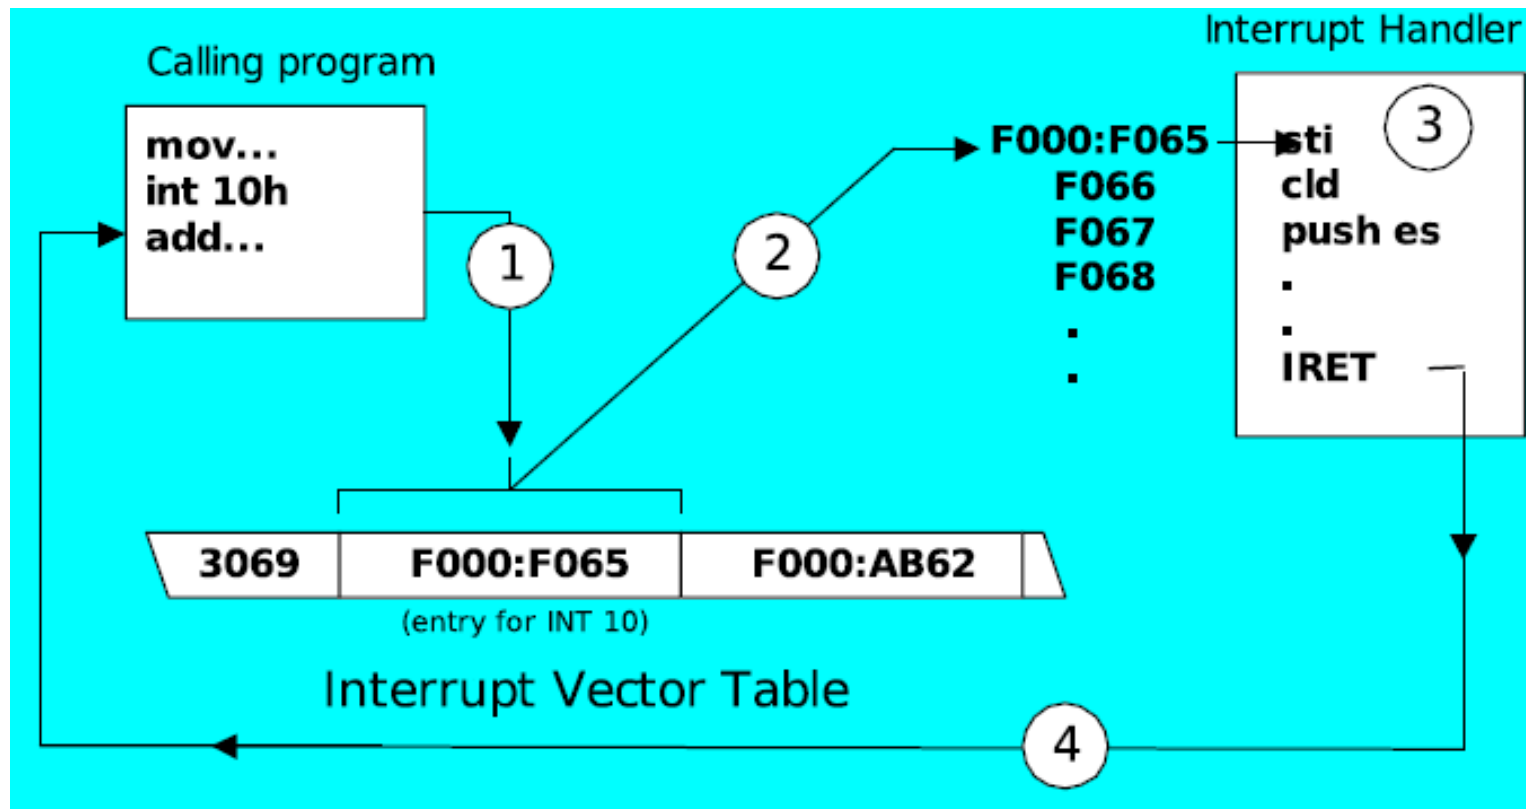 Calling program
mov...
int 10h
add...
1
2
F000:F065
F066
F067
F068
.
.
Interrupt Handler
3
sti
cld
push es
.
.
IRET
3069 F000:F065 F000:AB62
(entry for INT 10)
Interrupt Vector Table
4